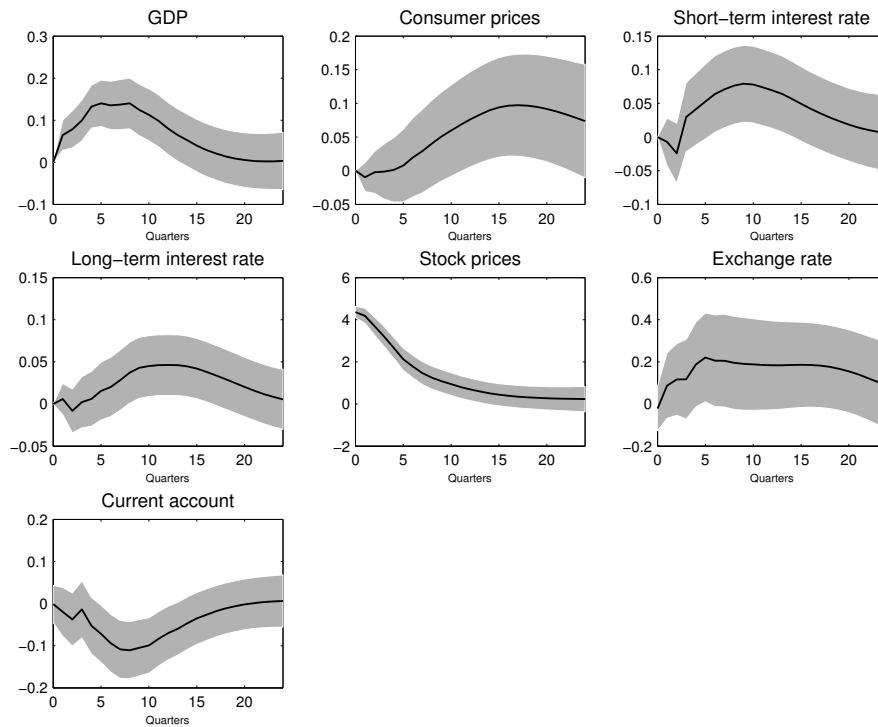 GDP
0.3
0.2
0.1
0
−0.1
0 5 10 15 20
Quarters
Consumer prices
0.2
0.15
0.1
0.05
0
0.05
0 5 10 15 20
Quarters
Short−term interest rate
0.15
0.1
0.05
0
−0.05
−0.1
0 5 10 15 20
Quarters
Long−term interest rate
0.15
0.1
0.05
0
−0.05
0 5 10 15 20
Quarters
Stock prices
6
4
2
0
−2
0 5 10 15 20
Quarters
Exchange rate
0.6
0.4
0.2
0
−0.2
0 5 10 15 20
Quarters
Current account
0.2
0.1
0
−0.1
−0.2
0 5 10 15 20
Quarters